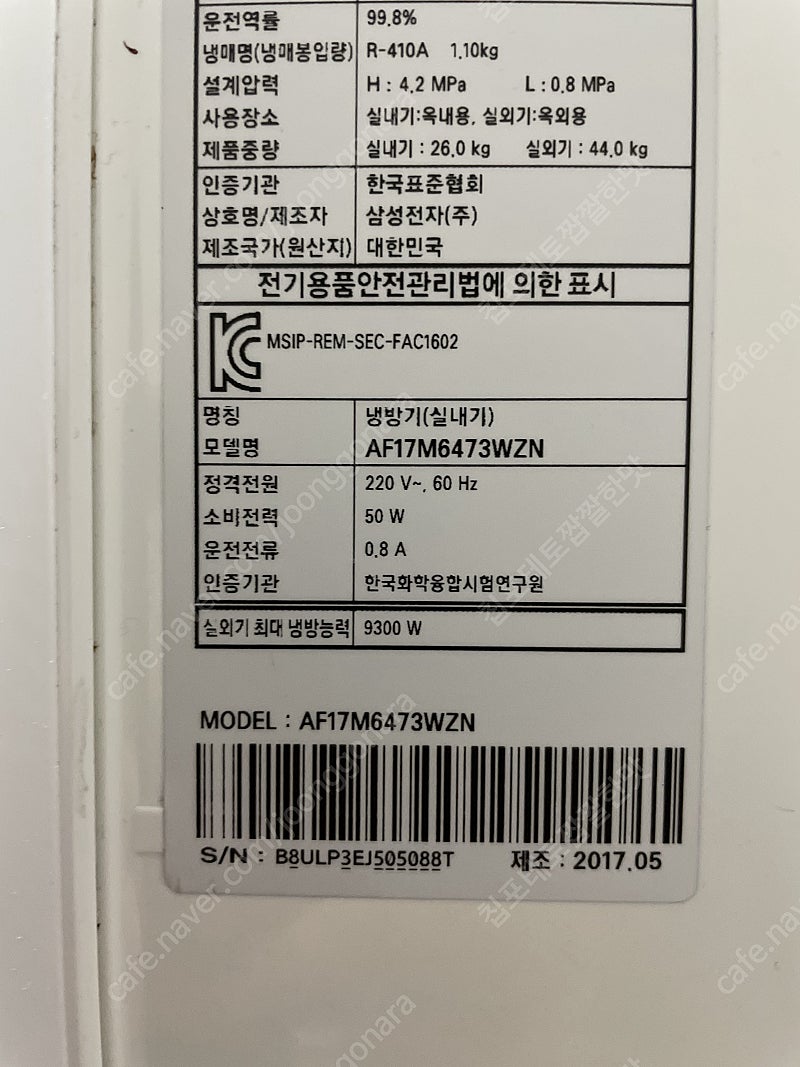 운전역률 99.8%
냉매명(냉매봉입량) R-410A 1.10kg
설계압력 H : 4.2 MPa L : 0.8 MPa
사용장소 실내기:옥내용, 실외기:옥외용
제품중량 실내기 : 26.0 kg 실외기 : 44.0 kg
인증기관 한국표준협회
상호명/제조자 삼성전자(주)
제조국가(원산지) 대한민국
전기용품안전관리법에 의한 표시
MSIP-REM-SEC-FAC1602
명칭 냉방기(실내기)
모델명 AF17M6473WZN
정격전원 220 V~, 60 Hz
소비전력 50 W
운전전류 0.8 A
인증기관 한국화학융합시험연구원
실외기 최대 냉방능력 9300 W
MODEL : AF17M6473WZN
S/N : B8ULP3EJ505088T 제조 : 2017.05
cafe.naver.com/joonggonara